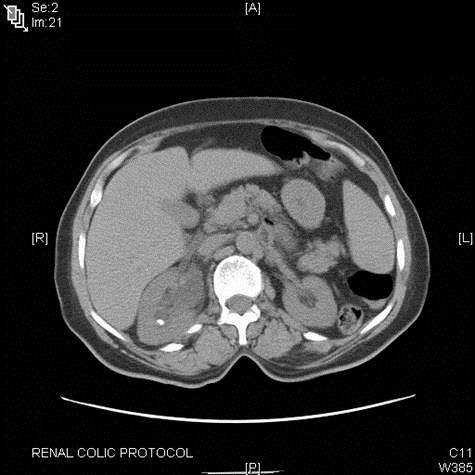 Se:2
Im:21
[A]
[R]
[L]
RENAL COLIC PROTOCOL
[P]
C11
W385